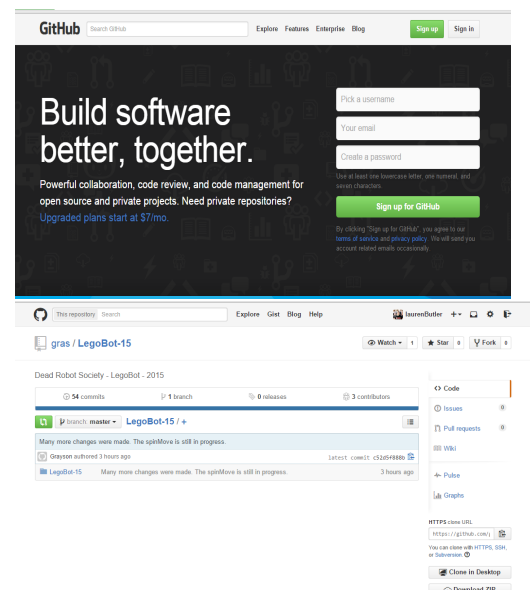 GitHub Search GitHub Explore Features Enterprise Blog Sign up Sign in
Build software
better, together.
Powerful collaboration, code review, and code management for
open source and private projects. Need private repositories?
Upgraded plans start at $7/mo.
Pick a username
Your email
Create a password
Use at least one lowercase letter, one numeral, and
seven characters.
Sign up for GitHub
By clicking "Sign up for GitHub", you agree to our
terms of service and privacy policy. We will send you
account related emails occasionally.
This repository Search Explore Gist Blog Help laurenButler
gras / LegoBot-15 Watch 1 Star 0 Fork 0
Dead Robot Society - LegoBot - 2015
54 commits 1 branch 0 releases 3 contributors
branch: master LegoBot-15 / +
Many more changes were made. The spinMove is still in progress.
Grayson authored 3 hours ago latest commit c52d5f888b
LegoBot-15 Many more changes were made. The spinMove is still in progress. 3 hours ago
Code
Issues 0
Pull requests 0
Wiki
Pulse
Graphs
HTTPS clone URL
https://github.com/
You can clone with HTTPS, SSH,
or Subversion.
Clone in Desktop
Download ZIP